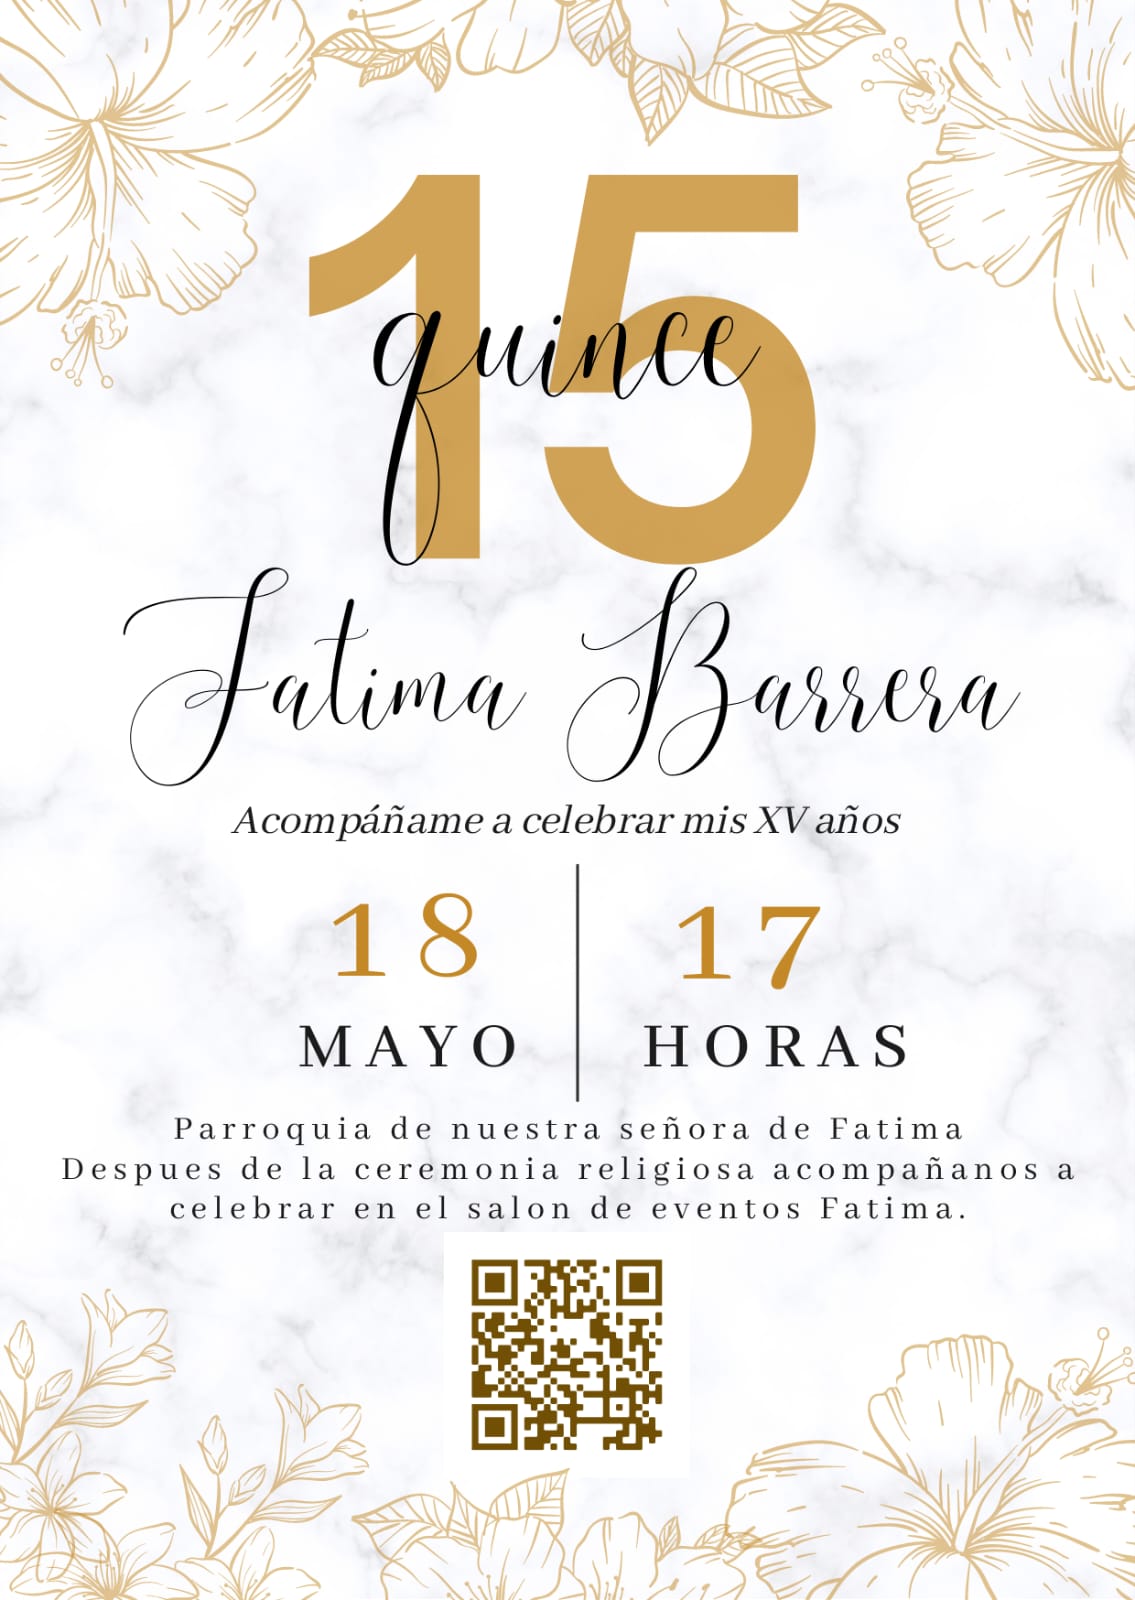 15
quince
Fatima Barrera
Acompáñame a celebrar mis XV años
18
MAYO
17
HORAS
Parroquia de nuestra señora de Fatima
Despues de la ceremonia religiosa acompañanos a
celebrar en el salon de eventos Fatima.